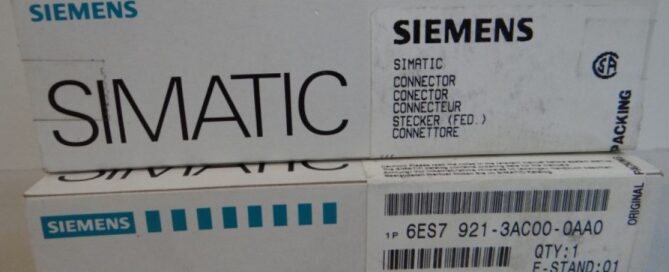 SIEMENS
SIMATIC
SIEMENS
SIMATIC
CONNECTOR
CONECTOR
CONNECTEUR
STECKER (FED.)
CONNETTORE
PACKING
SIMATIC
SIEMENS
1P 6ES7 921-3AC00-0AA0
QTY:1
E-STAND:01
ORIGINAL